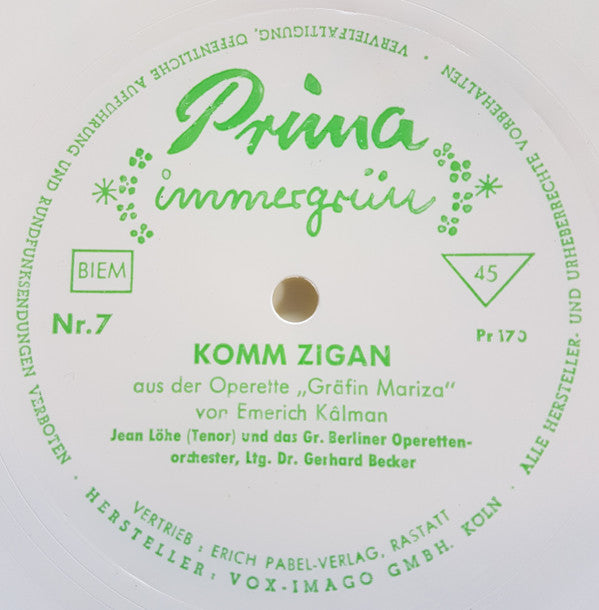 Prima
immergrün
BIEM
45
Nr.7
Pr 170
KOMM ZIGAN
aus der Operette „Gräfin Mariza“
von Emerich Kâlman
Jean Löhe (Tenor) und das Gr. Berliner Operetten-
orchester, Ltg. Dr. Gerhard Becker
VERTRIEB : ERICH PABEL-VERLAG, RASTATT
· HERSTELLER: VOX-IMAGO GMBH. KÖLN · ALLE HERSTELLER- UND URHEBERRECHTE VORBEHALTEN · VERVIELFÄLTIGUNG, ÖFFENTLICHE AUFFÜHRUNG UND RUNDFUNKSENDUNGEN VERBOTEN